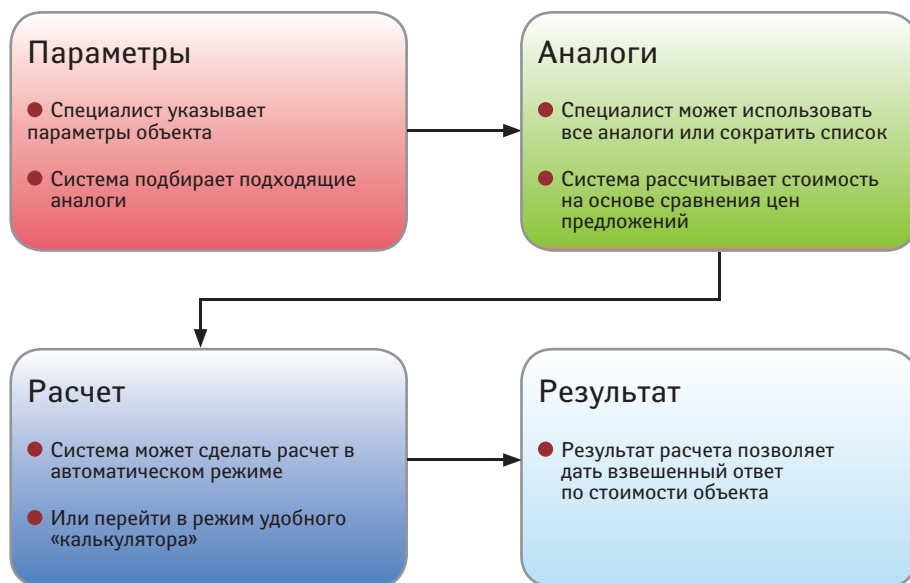 Параметры
Специалист указывает
параметры объекта
Система подбирает подходящие
аналоги
Аналоги
Специалист может использовать
все аналоги или сократить список
Система рассчитывает стоимость
на основе сравнения цен
предложений
Расчет
Система может сделать расчет в
автоматическом режиме
Или перейти в режим удобного
«калькулятора»
Результат
Результат расчета позволяет
дать взвешенный ответ
по стоимости объекта